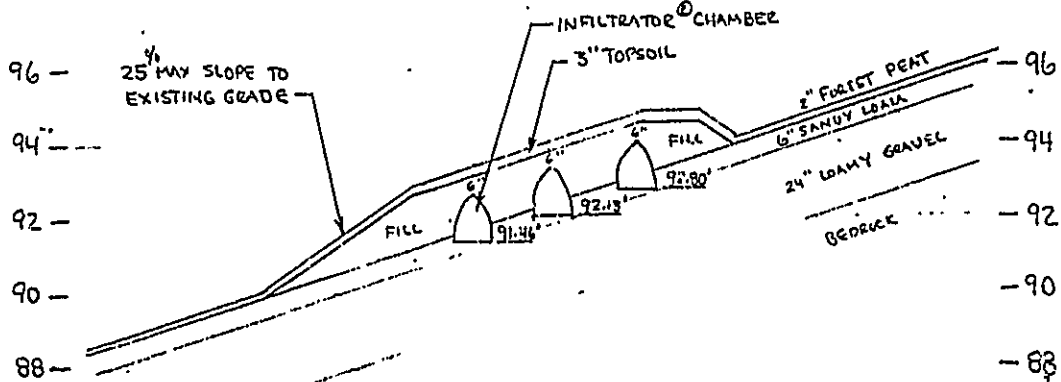 INFILTRATOR® CHAMBER
3" TOPSOIL
25% MAX SLOPE TO
EXISTING GRADE
96
94
92
90
88
96
94
92
90
88
2" FOREST PEAT
6" SANDY LOAM
24" LOAMY GRAVEL
BEDROCK
FILL
FILL
6"
6"
6"
91.46'
92.13'
92.80'